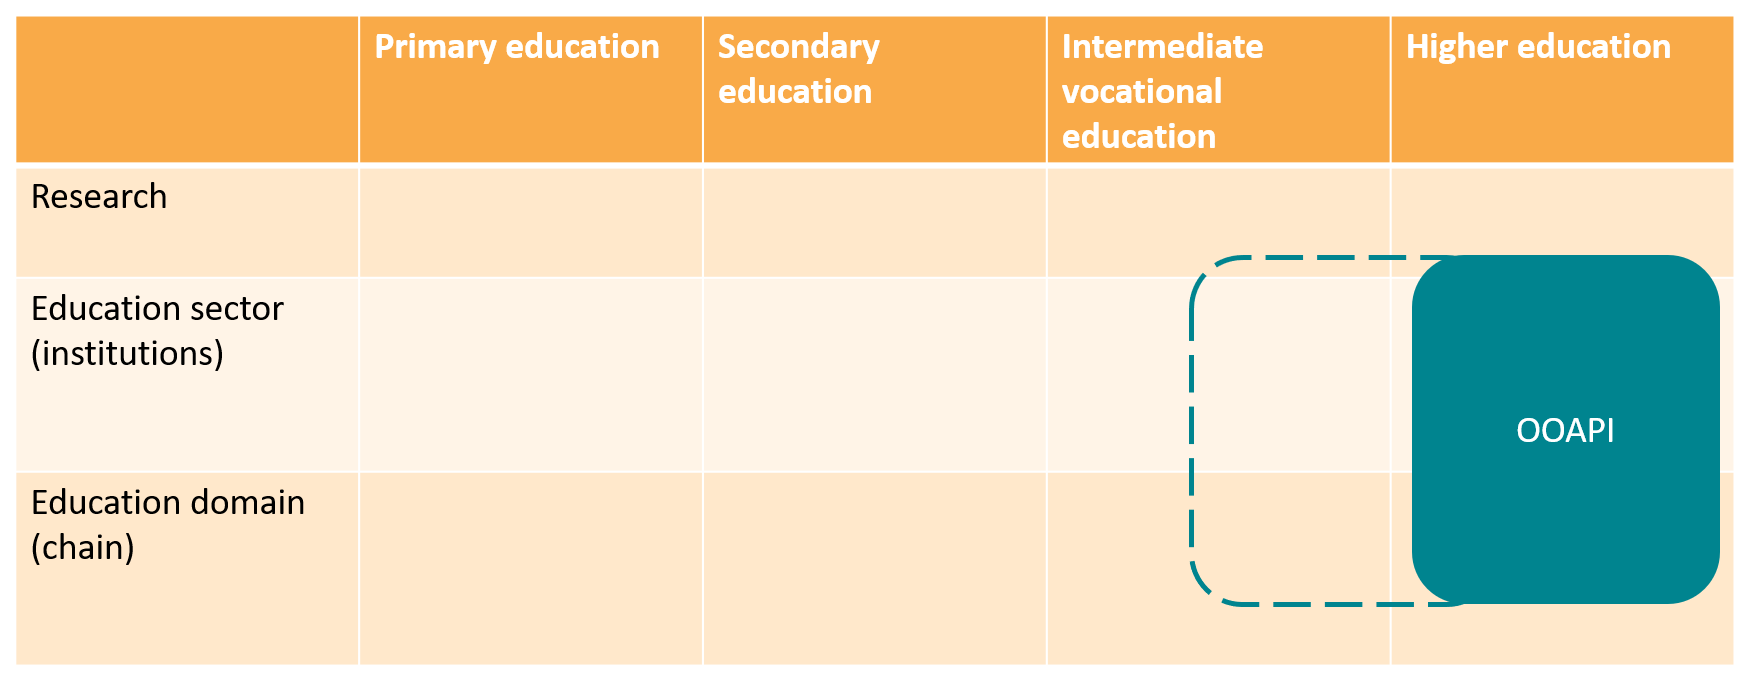 Primary education
Secondary
education
Intermediate
vocational
education
Higher education
Research
Education sector
(institutions)
OOAPI
Education domain
(chain)